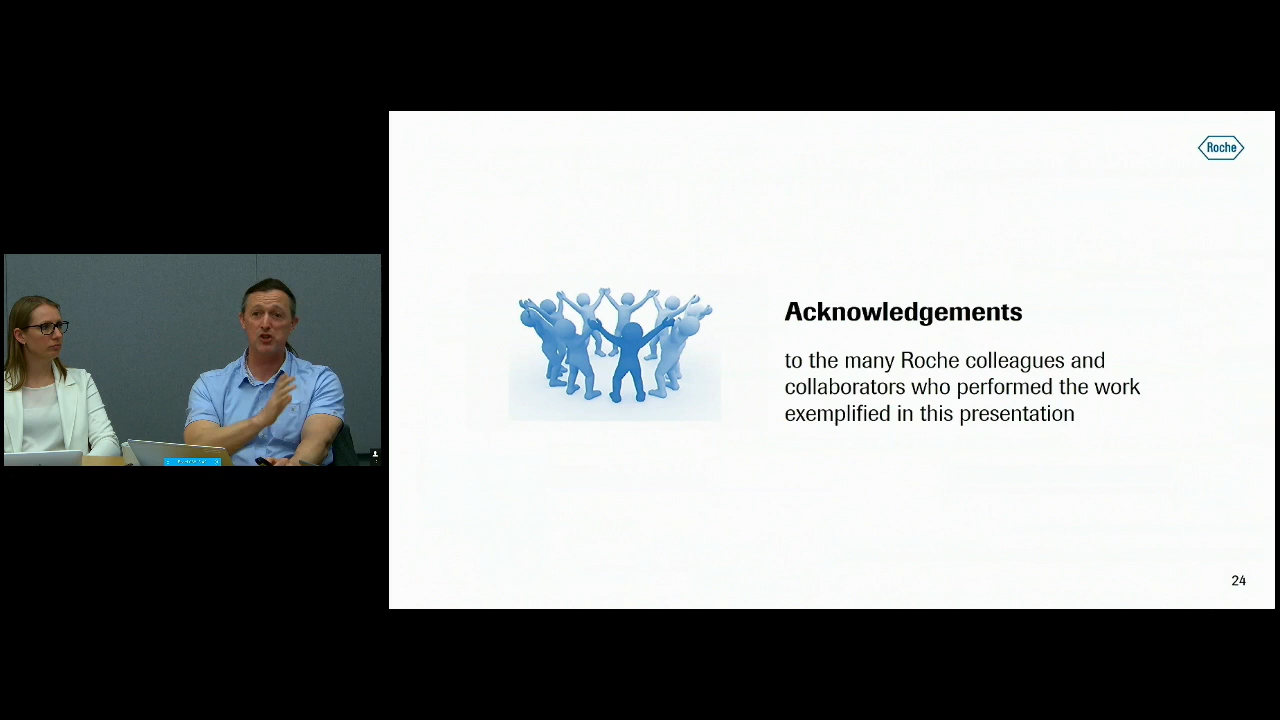 Roche
Acknowledgements
to the many Roche colleagues and
collaborators who performed the work
exemplified in this presentation
24